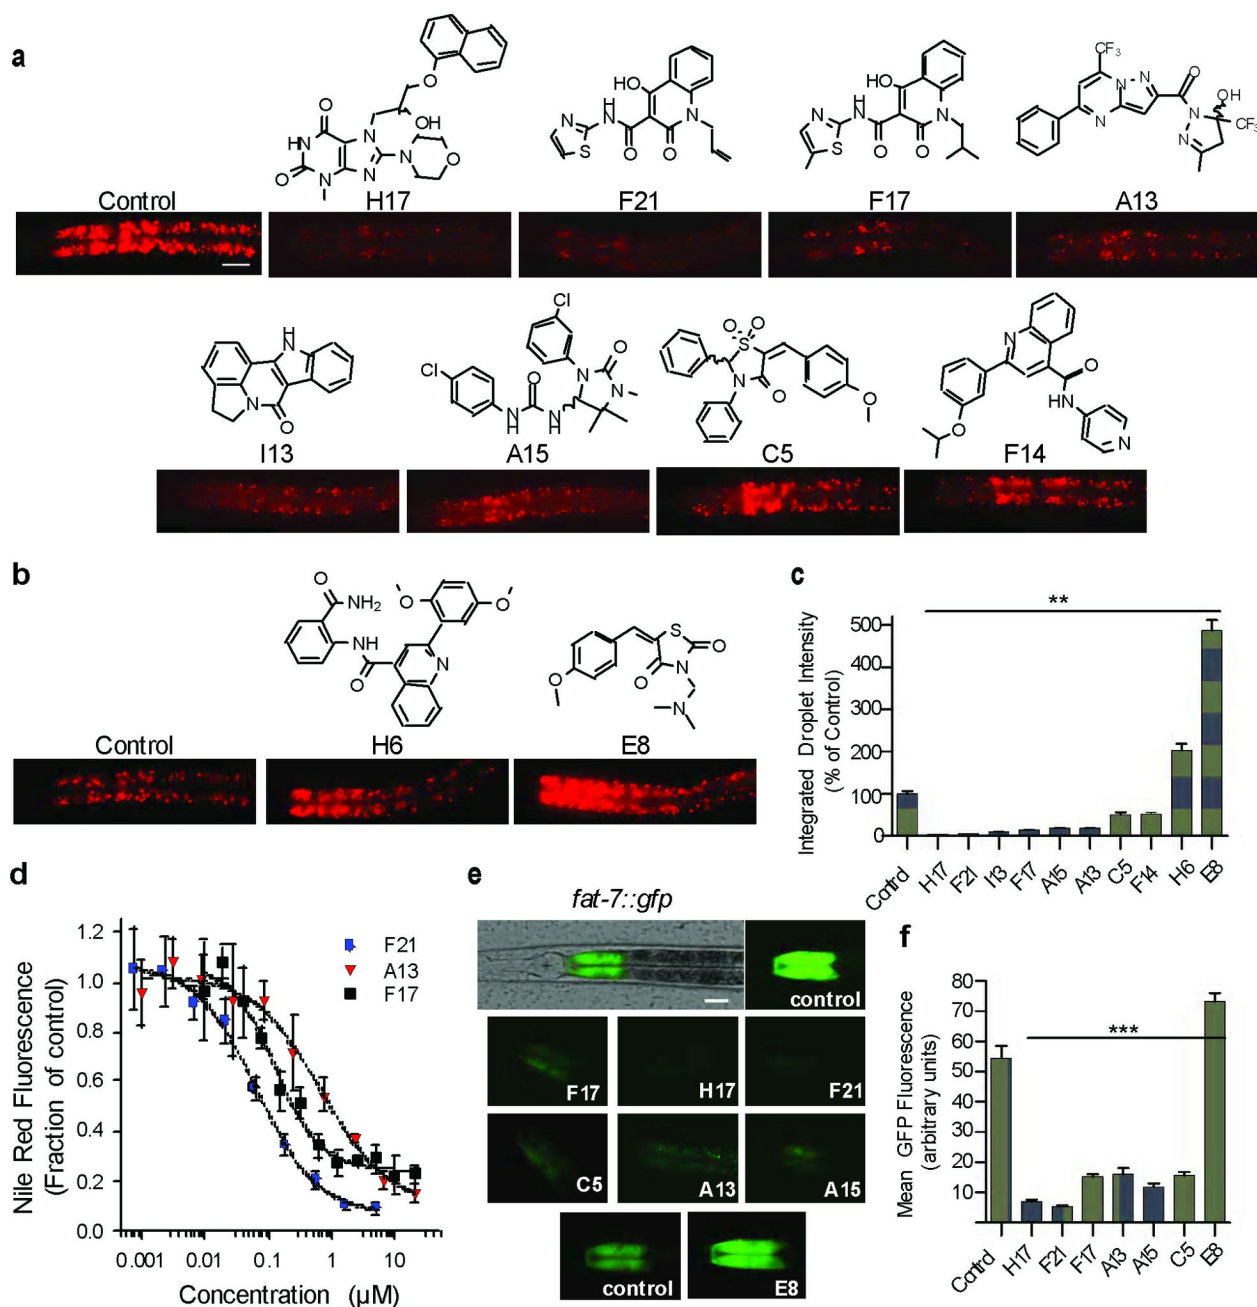 a
Control
H17
F21
F17
A13
I13
A15
C5
F14
b
Control
H6
E8
c
**
Integrated Droplet Intensity
(% of Control)
500
400
300
200
100
0
Control
H17
F21
I13
F17
A15
A13
C5
F14
H6
E8
d
Nile Red Fluorescence
(Fraction of control)
1.2
1.0
0.8
0.6
0.4
0.2
0.0
F21
A13
F17
0.001
0.01
0.1
1
10
Concentration (µM)
e
fat-7::gfp
control
F17
H17
F21
C5
A13
A15
control
E8
f
***
Mean GFP Fluorescence
(arbitrary units)
80
70
60
50
40
30
20
10
Control
H17
F21
F17
A13
A15
C5
E8